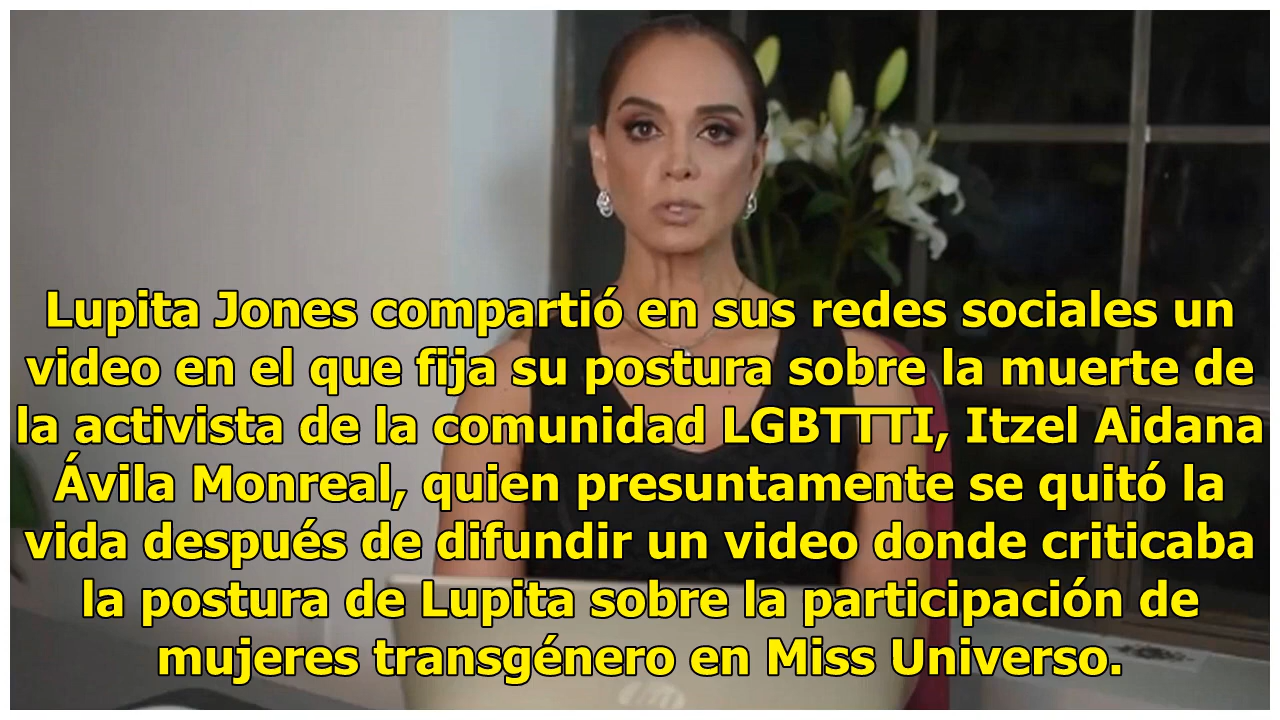 Lupita Jones compartió en sus redes sociales un
video en el que fija su postura sobre la muerte de
la activista de la comunidad LGBTTTI, Itzel Aidana
Ávila Monreal, quien presuntamente se quitó la
vida después de difundir un video donde criticaba
la postura de Lupita sobre la participación de
mujeres transgénero en Miss Universo.